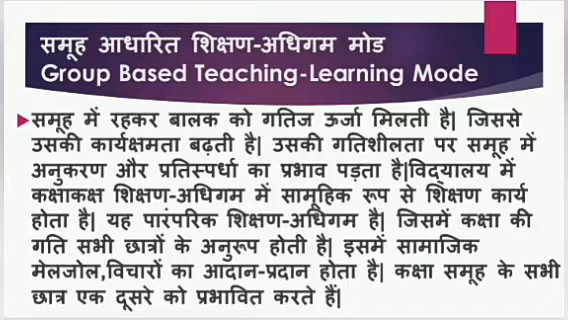 समूह आधारित शिक्षण-अधिगम मोड
Group Based Teaching-Learning Mode
समूह में रहकर बालक को गतिज ऊर्जा मिलती है| जिससे
उसकी कार्यक्षमता बढ़ती है| उसकी गतिशीलता पर समूह में
अनुकरण और प्रतिस्पर्धा का प्रभाव पड़ता है|विद्यालय में
कक्षाकक्ष शिक्षण-अधिगम में सामूहिक रूप से शिक्षण कार्य
होता है| यह पारंपरिक शिक्षण-अधिगम है| जिसमें कक्षा की
गति सभी छात्रों के अनुरूप होती है| इसमें सामाजिक
मेलजोल,विचारों का आदान-प्रदान होता है| कक्षा समूह के सभी
छात्र एक दूसरे को प्रभावित करते हैं|